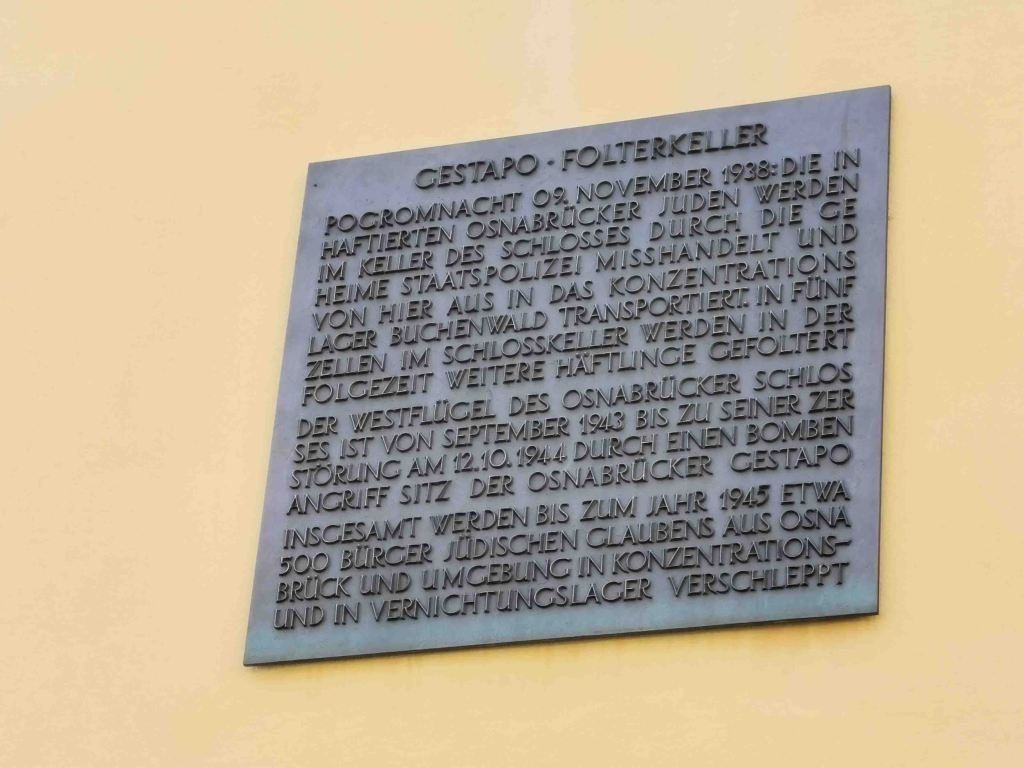 GESTAPO · FOLTERKELLER
POGROMNACHT 09. NOVEMBER 1938: DIE IN
HAFTIERTEN OSNABRÜCKER JUDEN WERDEN
IM KELLER DES SCHLOSSES DURCH DIE GE
HEIME STAATSPOLIZEI MISSHANDELT UND
VON HIER AUS IN DAS KONZENTRATIONS
LAGER BUCHENWALD TRANSPORTIERT. IN FÜNF
ZELLEN IM SCHLOSSKELLER WERDEN IN DER
FOLGEZEIT WEITERE HÄFTLINGE GEFOLTERT
DER WESTFLÜGEL DES OSNABRÜCKER SCHLOS
SES IST VON SEPTEMBER 1943 BIS ZU SEINER ZER
STÖRUNG AM 12.10.1944 DURCH EINEN BOMBEN
ANGRIFF SITZ DER OSNABRÜCKER GESTAPO
INSGESAMT WERDEN BIS ZUM JAHR 1945 ETWA
500 BÜRGER JÜDISCHEN GLAUBENS AUS OSNA
BRÜCK UND UMGEBUNG IN KONZENTRATIONS-
UND IN VERNICHTUNGSLAGER VERSCHLEPPT